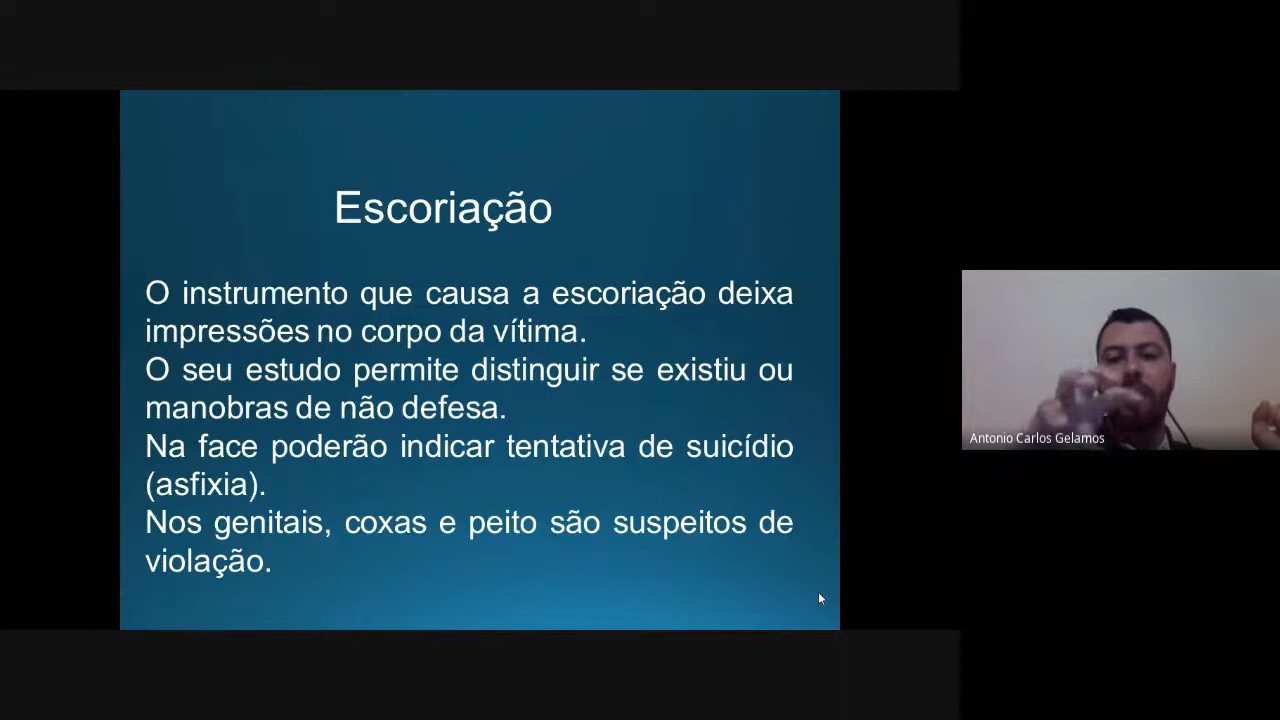 Escoriação
O instrumento que causa a escoriação deixa
impressões no corpo da vítima.
O seu estudo permite distinguir se existiu ou
manobras de não defesa.
Na face poderão indicar tentativa de suicídio
(asfixia).
Nos genitais, coxas e peito são suspeitos de
violação.
Antonio Carlos Gelamos